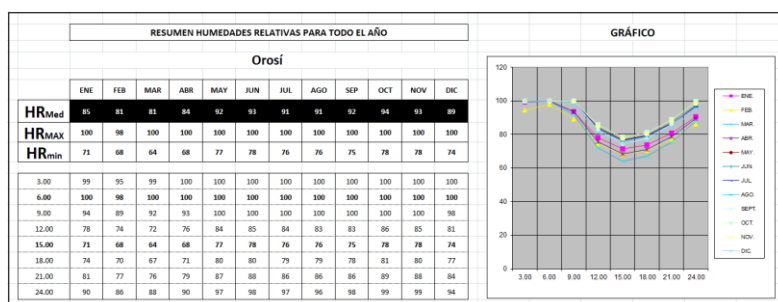 RESUMEN HUMEDADES RELATIVAS PARA TODO EL AÑO
GRÁFICO
Orosí
ENE FEB MAR ABR MAY JUN JUL AGO SEP OCT NOV DIC
HRMed 85 81 81 84 92 93 91 91 92 94 93 89
HRMAX 100 98 100 100 100 100 100 100 100 100 100 100
HRmin 71 68 64 68 77 78 76 76 75 78 78 74
3.00 99 95 99 100 100 100 100 100 100 100 100 100
6.00 100 98 100 100 100 100 100 100 100 100 100 100
9.00 94 89 92 93 100 100 100 100 100 100 100 98
12.00 78 74 72 76 84 85 84 83 83 86 85 81
15.00 71 68 64 68 77 78 76 76 75 78 78 74
18.00 74 70 67 71 80 80 79 79 78 81 80 77
21.00 81 77 76 79 87 88 86 86 86 89 88 84
24.00 90 86 88 90 97 98 97 96 98 99 99 94
120
100
80
60
40
20
0
3.00 6.00 9.00 12.00 15.00 18.00 21.00 24.00
ENE.
FEB.
MAR.
ABR.
MAY.
JUN.
JUL.
AGO.
SEPT.
OCT.
NOV.
DIC.